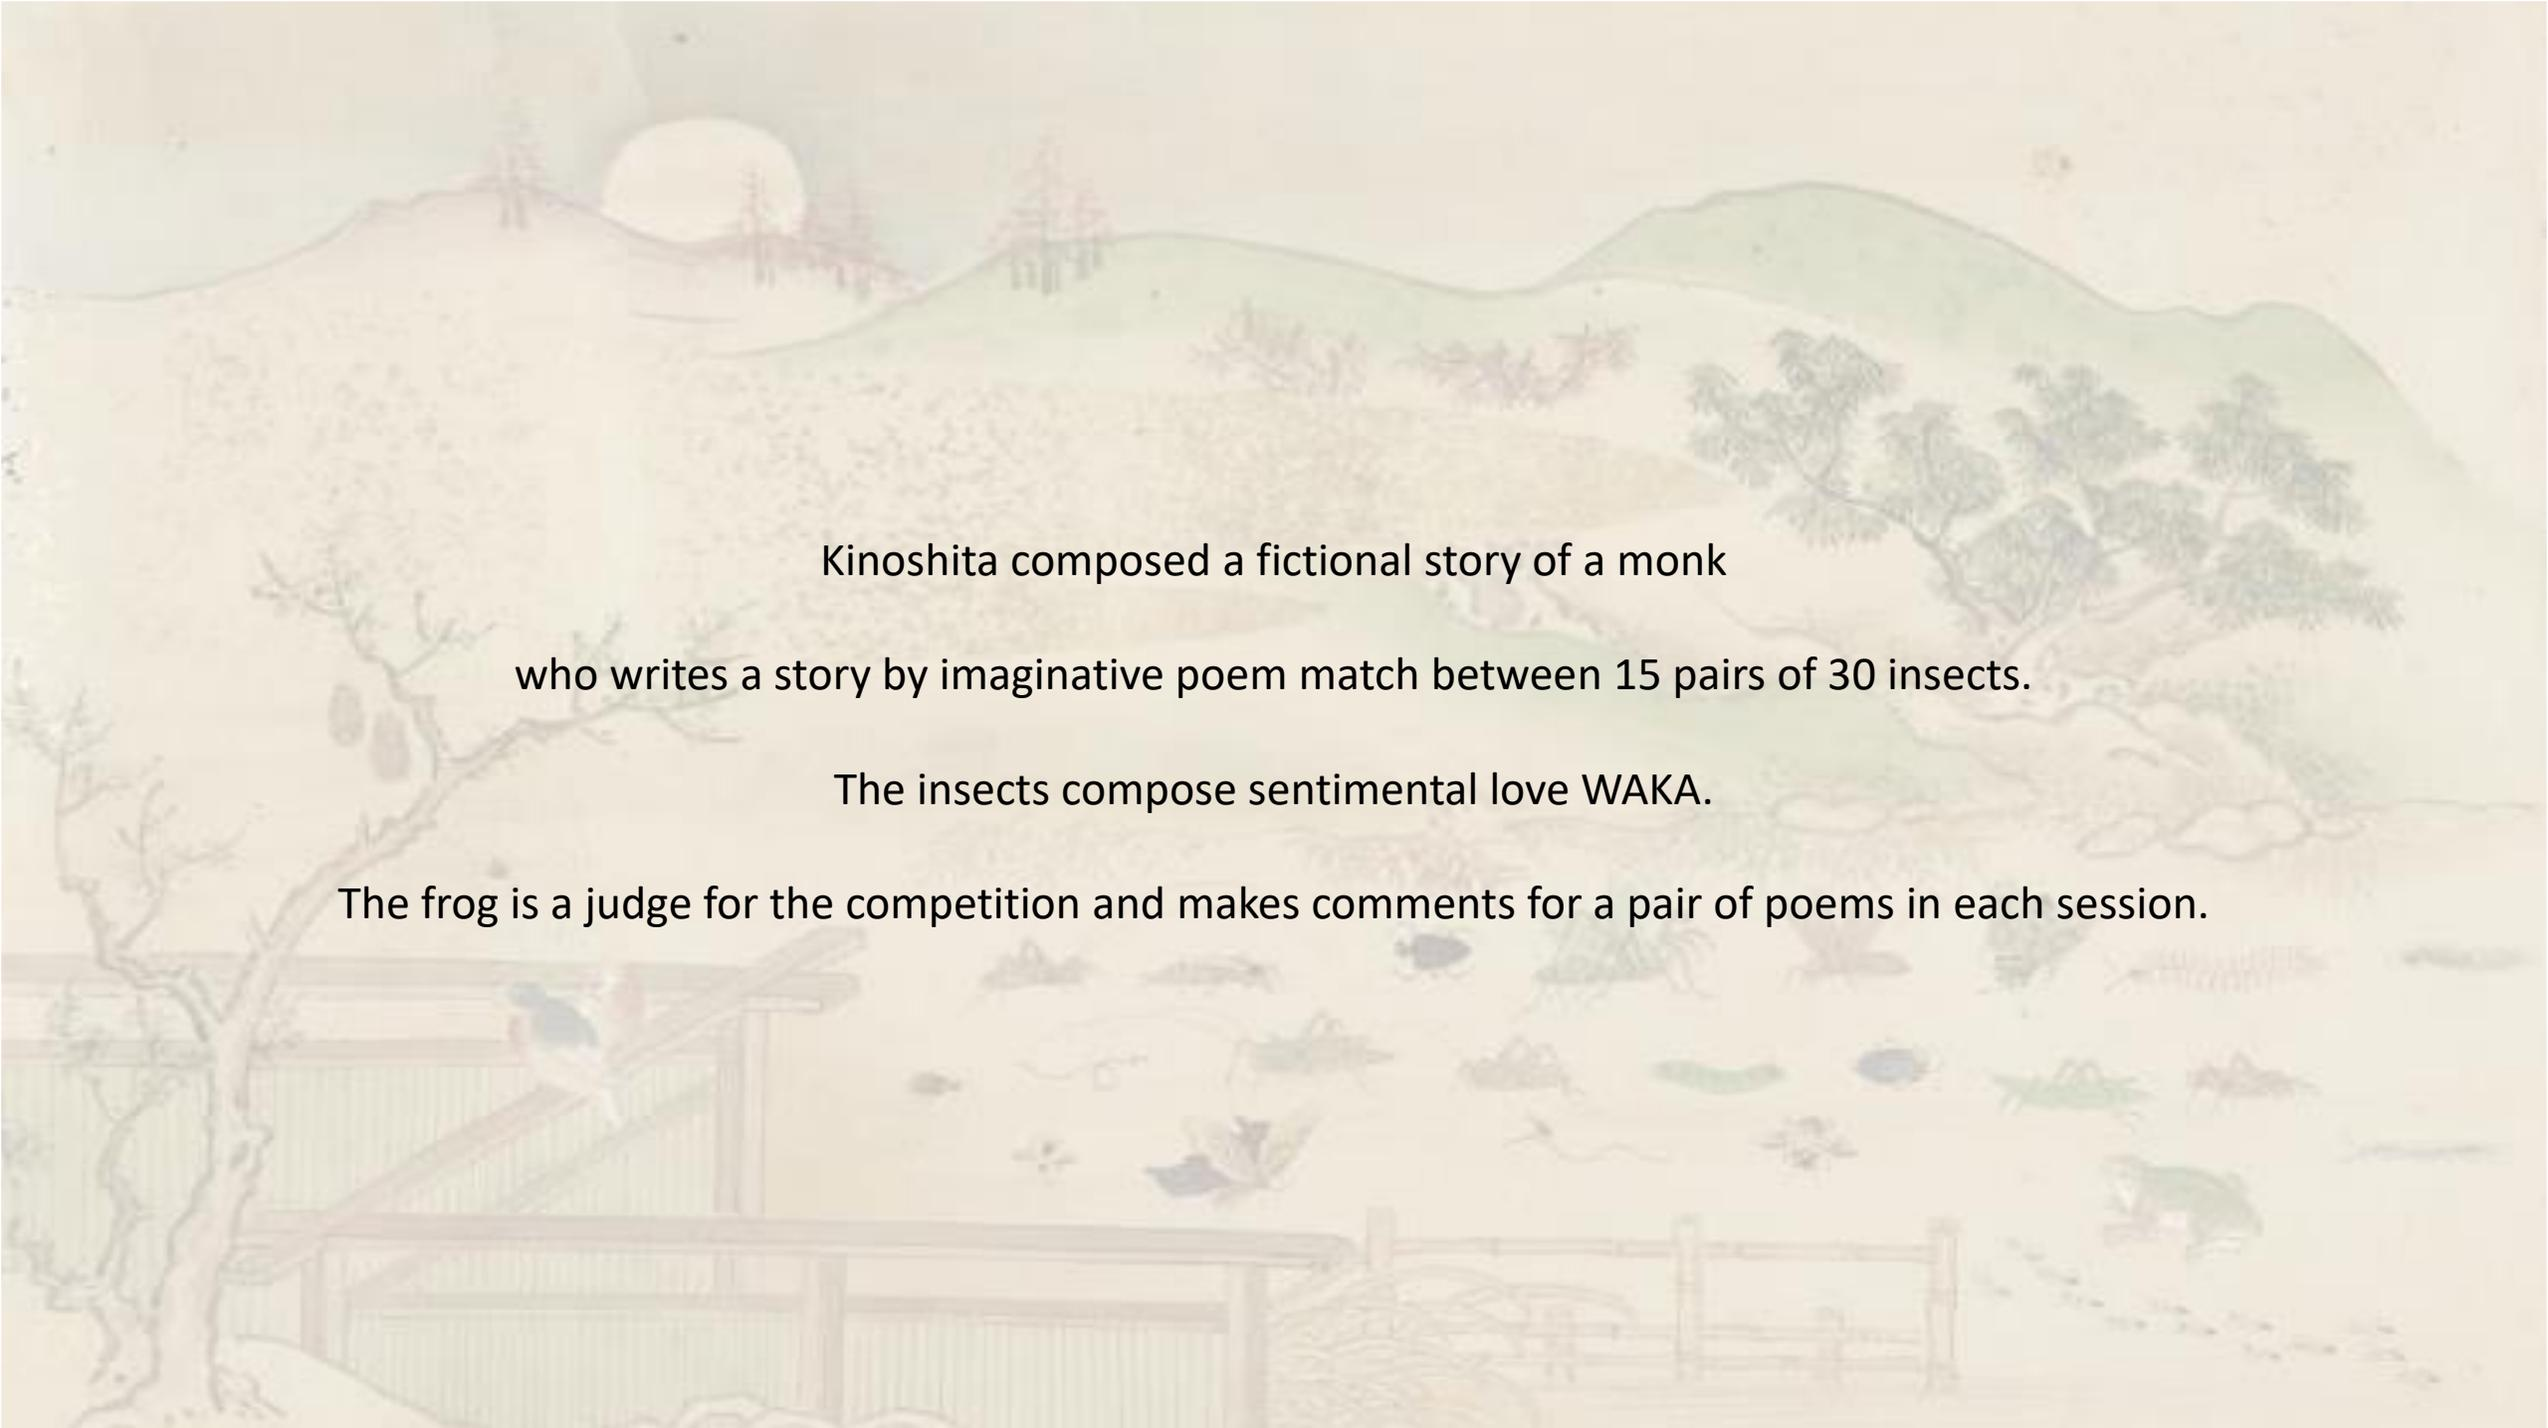 Kinoshita composed a fictional story of a monk
who writes a story by imaginative poem match between 15 pairs of 30 insects.
The insects compose sentimental love WAKA.
The frog is a judge for the competition and makes comments for a pair of poems in each session.